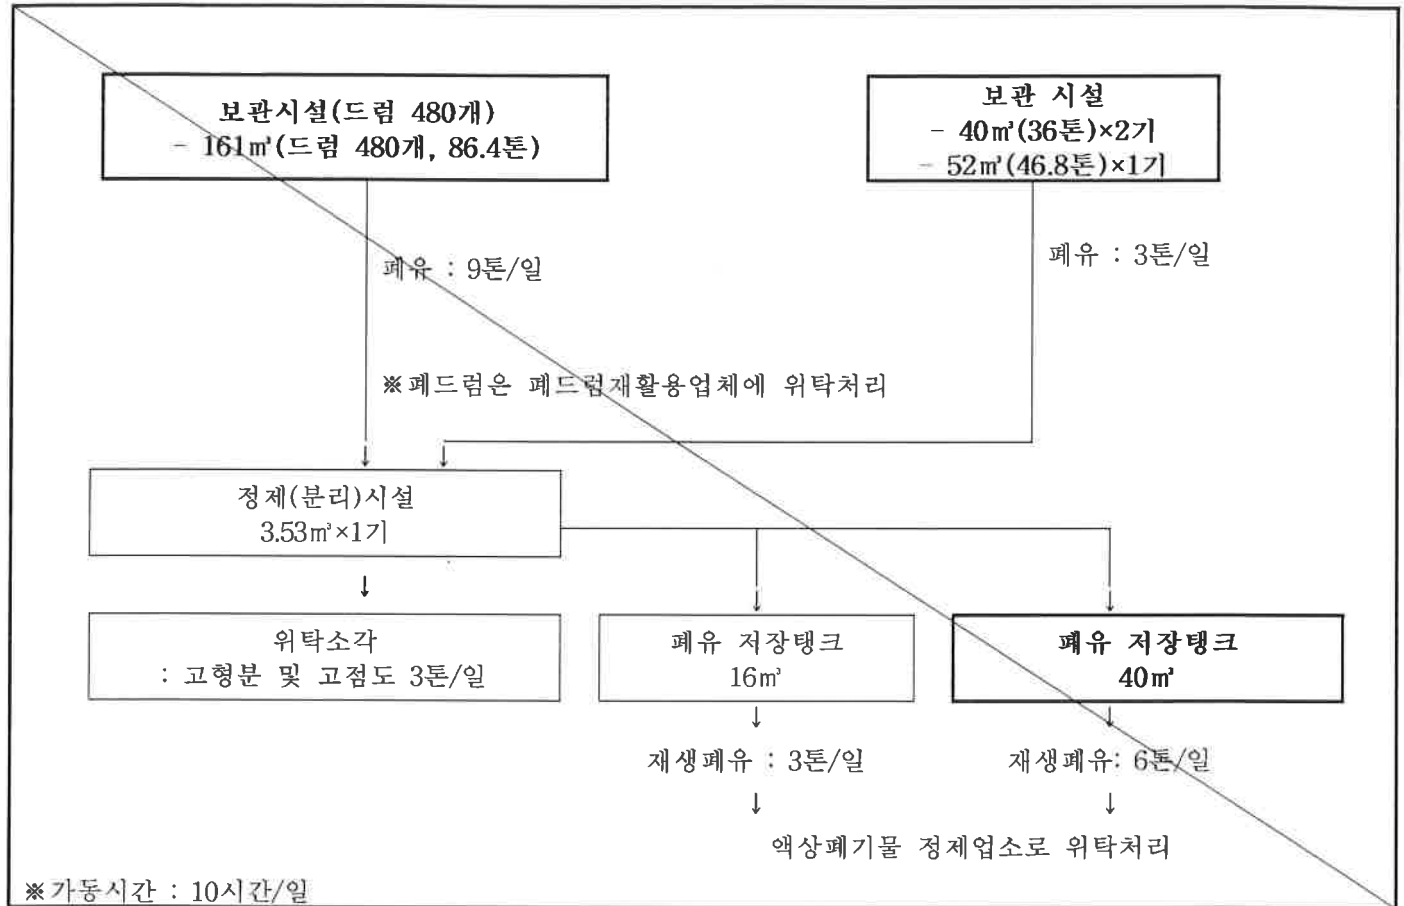 보관시설(드럼 480개)
- 161㎥(드럼 480개, 86.4톤)
보관 시설
- 40㎥(36톤)×2기
- 52㎥(46.8톤)×1기
폐유 : 9톤/일
폐유 : 3톤/일
※폐드럼은 폐드럼재활용업체에 위탁처리
↓ ↓
정제(분리)시설
3.53㎥×1기
↓
위탁소각
: 고형분 및 고점도 3톤/일
↓ ↓
폐유 저장탱크
16㎥
폐유 저장탱크
40㎥
↓ ↓
재생폐유 : 3톤/일
재생폐유: 6톤/일
↓ ↓
액상폐기물 정제업소로 위탁처리
※가동시간 : 10시간/일